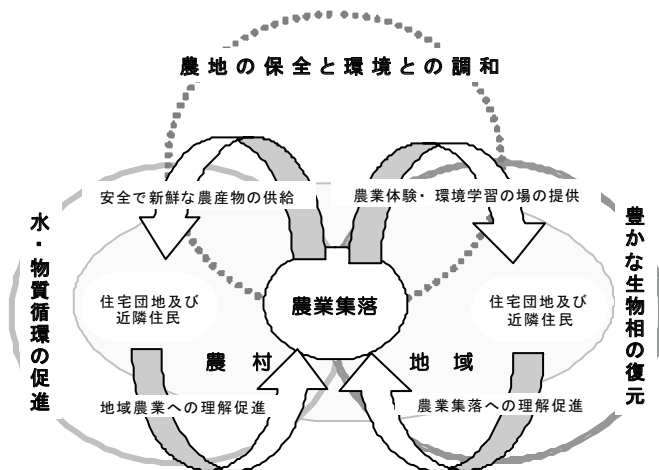 農地の保全と環境との調和
安全で新鮮な農産物の供給
農業体験・環境学習の場の提供
水・物質循環の促進
豊かな生物相の復元
住宅団地及び
近隣住民
農業集落
住宅団地及び
近隣住民
農村
地域
地域農業への理解促進
農業集落への理解促進